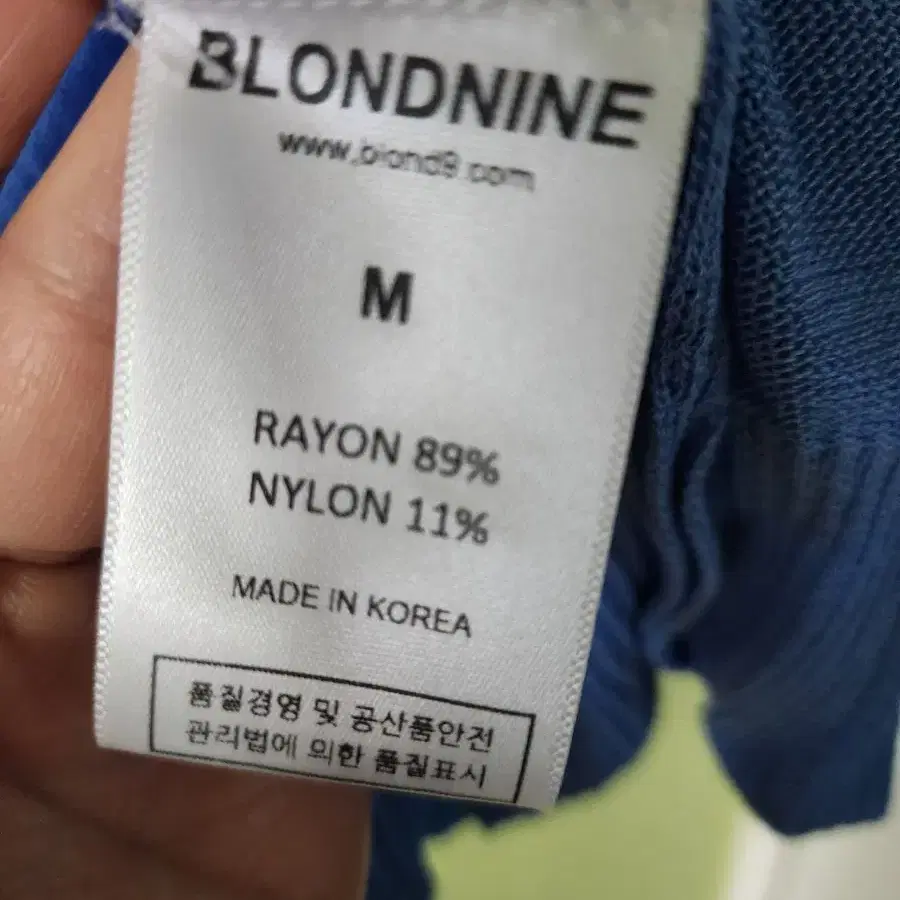 BLONDNINE
www.blond9.com
M
RAYON 89%
NYLON 11%
MADE IN KOREA
품질경영 및 공산품안전
관리법에 의한 품질표시